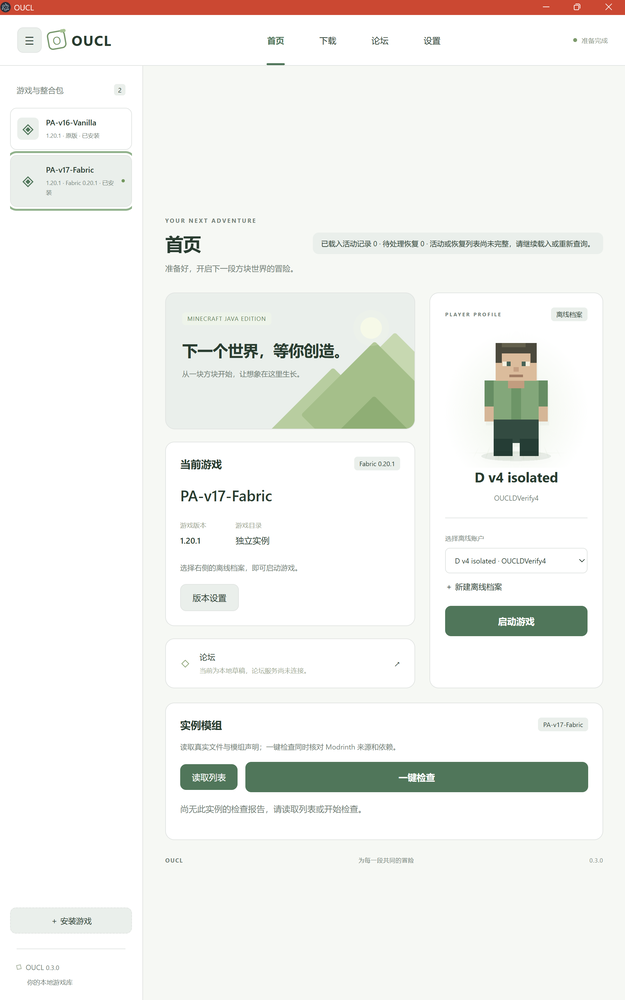 OUCL
OUCL
首页
下载
论坛
设置
准备完成
游戏与整合包
2
PA-v16-Vanilla
1.20.1 · 原版 · 已安装
PA-v17-Fabric
1.20.1 · Fabric 0.20.1 · 已安
装
YOUR NEXT ADVENTURE
首页
已载入活动记录 0 · 待处理恢复 0 · 活动或恢复列表尚未完整，请继续载入或重新查询。
准备好，开启下一段方块世界的冒险。
MINECRAFT JAVA EDITION
下一个世界，等你创造。
从一块方块开始，让想象在这里生长。
PLAYER PROFILE
离线档案
D v4 isolated
OUCLDVerify4
选择离线账户
D v4 isolated · OUCLDVerify4
+ 新建离线档案
启动游戏
当前游戏
Fabric 0.20.1
PA-v17-Fabric
游戏版本
游戏目录
1.20.1
独立实例
选择右侧的离线档案，即可启动游戏。
版本设置
论坛
当前为本地草稿，论坛服务尚未连接。
实例模组
PA-v17-Fabric
读取真实文件与模组声明；一键检查同时核对 Modrinth 来源和依赖。
读取列表
一键检查
尚无此实例的检查报告，请读取列表或开始检查。
OUCL
为每一段共同的冒险
0.3.0
+ 安装游戏
OUCL 0.3.0
你的本地游戏库